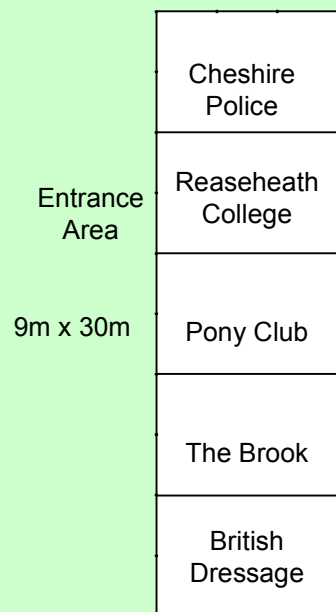 Cheshire
Police
Entrance
Area
Reaseheath
College
9m x 30m
Pony Club
The Brook
British
Dressage